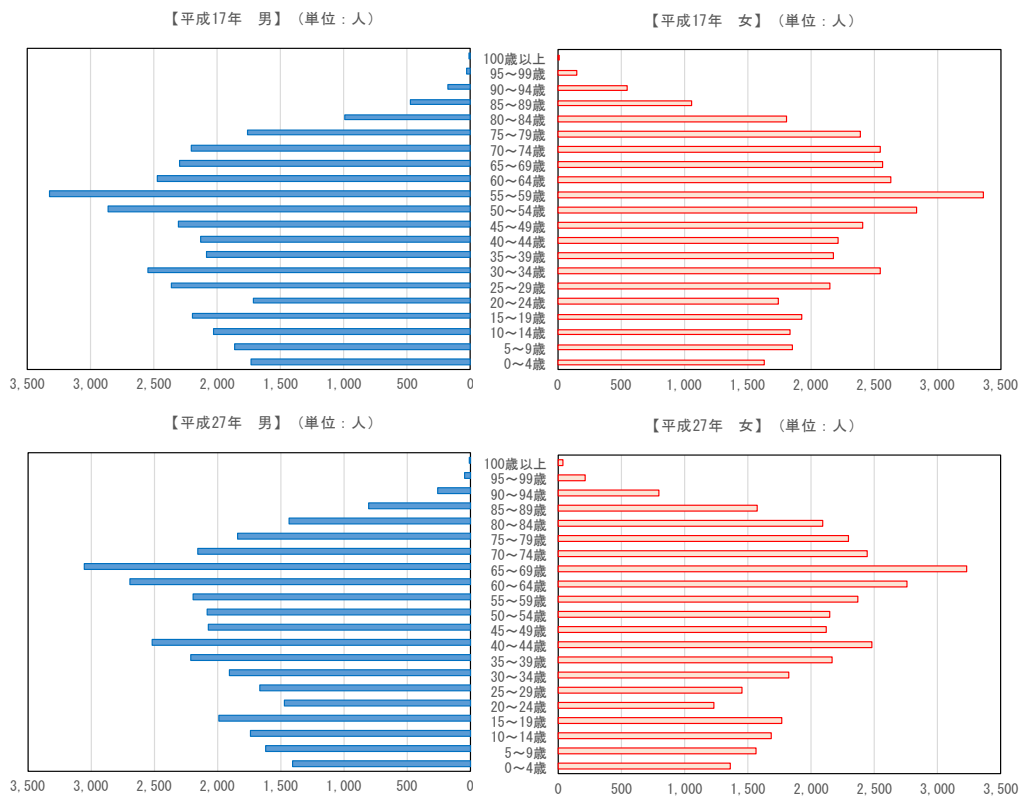 【平成17年　男】（単位：人）
【平成17年　女】（単位：人）
100歳以上
95～99歳
90～94歳
85～89歳
80～84歳
75～79歳
70～74歳
65～69歳
60～64歳
55～59歳
50～54歳
45～49歳
40～44歳
35～39歳
30～34歳
25～29歳
20～24歳
15～19歳
10～14歳
5～9歳
0～4歳
3,500 3,000 2,500 2,000 1,500 1,000 500 0
0 500 1,000 1,500 2,000 2,500 3,000 3,500
【平成27年　男】（単位：人）
【平成27年　女】（単位：人）
100歳以上
95～99歳
90～94歳
85～89歳
80～84歳
75～79歳
70～74歳
65～69歳
60～64歳
55～59歳
50～54歳
45～49歳
40～44歳
35～39歳
30～34歳
25～29歳
20～24歳
15～19歳
10～14歳
5～9歳
0～4歳
3,500 3,000 2,500 2,000 1,500 1,000 500 0
0 500 1,000 1,500 2,000 2,500 3,000 3,500